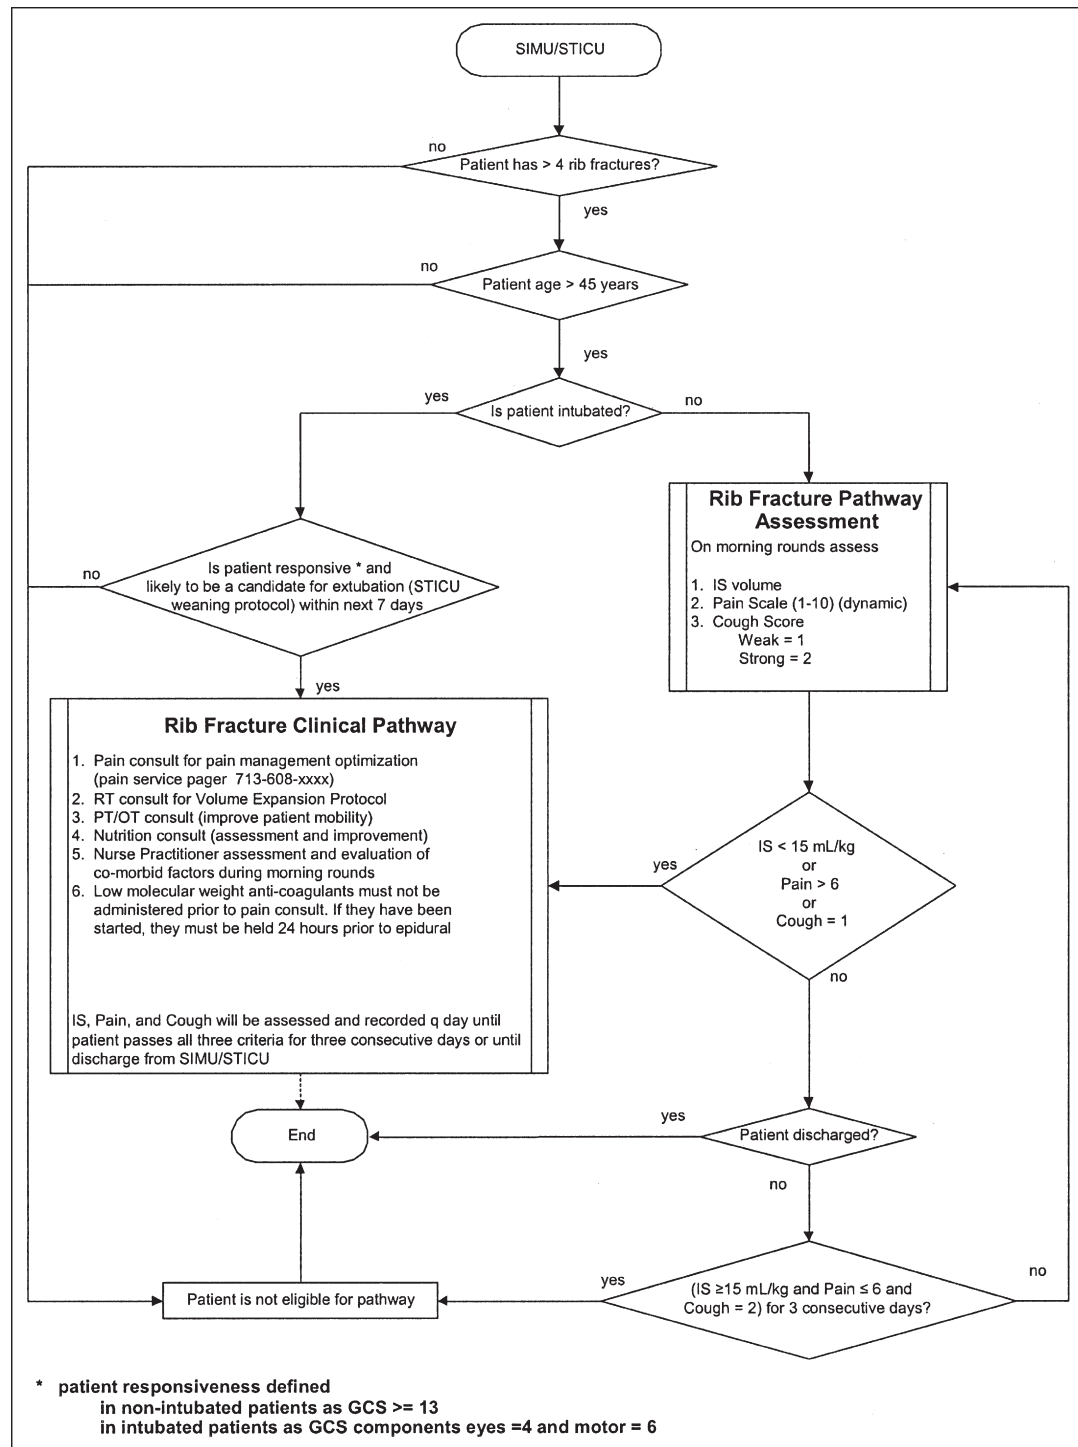 SIMU/STICU
no
Patient has > 4 rib fractures?
yes
no
Patient age > 45 years
yes
yes
Is patient intubated?
no
Rib Fracture Pathway
Assessment
On morning rounds assess
1. IS volume
2. Pain Scale (1-10) (dynamic)
3. Cough Score
Weak = 1
Strong = 2
no
Is patient responsive * and
likely to be a candidate for extubation (STICU
weaning protocol) within next 7 days
yes
Rib Fracture Clinical Pathway
1. Pain consult for pain management optimization
(pain service pager 713-608-xxxx)
2. RT consult for Volume Expansion Protocol
3. PT/OT consult (improve patient mobility)
4. Nutrition consult (assessment and improvement)
5. Nurse Practitioner assessment and evaluation of
co-morbid factors during morning rounds
6. Low molecular weight anti-coagulants must not be
administered prior to pain consult. If they have been
started, they must be held 24 hours prior to epidural
IS, Pain, and Cough will be assessed and recorded q day until
patient passes all three criteria for three consecutive days or until
discharge from SIMU/STICU
yes
IS < 15 mL/kg
or
Pain > 6
or
Cough = 1
no
End
yes
Patient discharged?
no
Patient is not eligible for pathway
yes
(IS ≥15 mL/kg and Pain ≤ 6 and
Cough = 2) for 3 consecutive days?
no
* patient responsiveness defined
in non-intubated patients as GCS >= 13
in intubated patients as GCS components eyes =4 and motor = 6